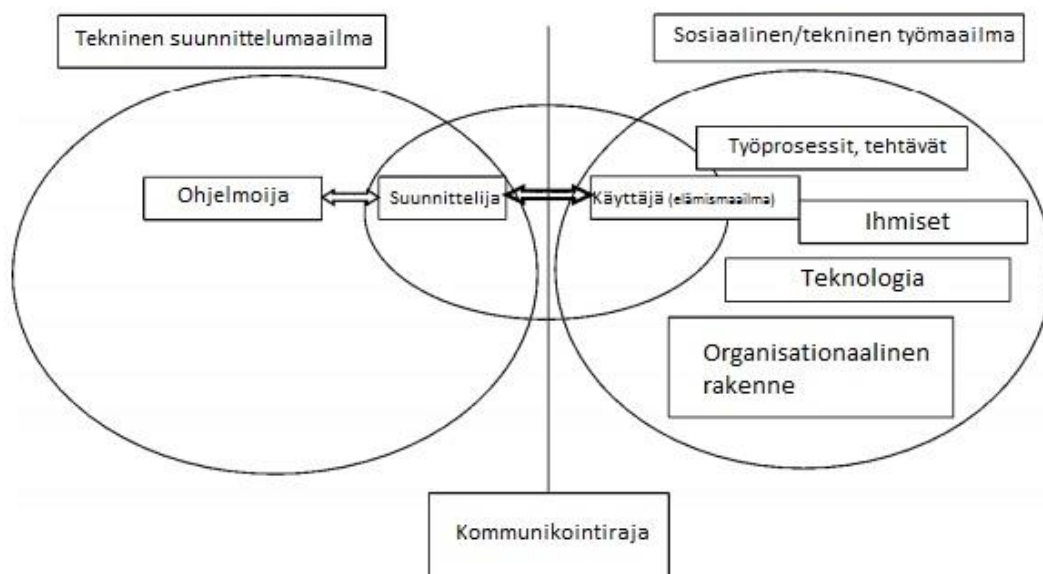 Tekninen suunnittelumaailma
Sosiaalinen/tekninen työmaailma
Työprosessit, tehtävät
Ohjelmoija
Suunnittelija
Käyttäjä (elämismaailma)
Ihmiset
Teknologia
Organisationaalinen
rakenne
Kommunikointiraja